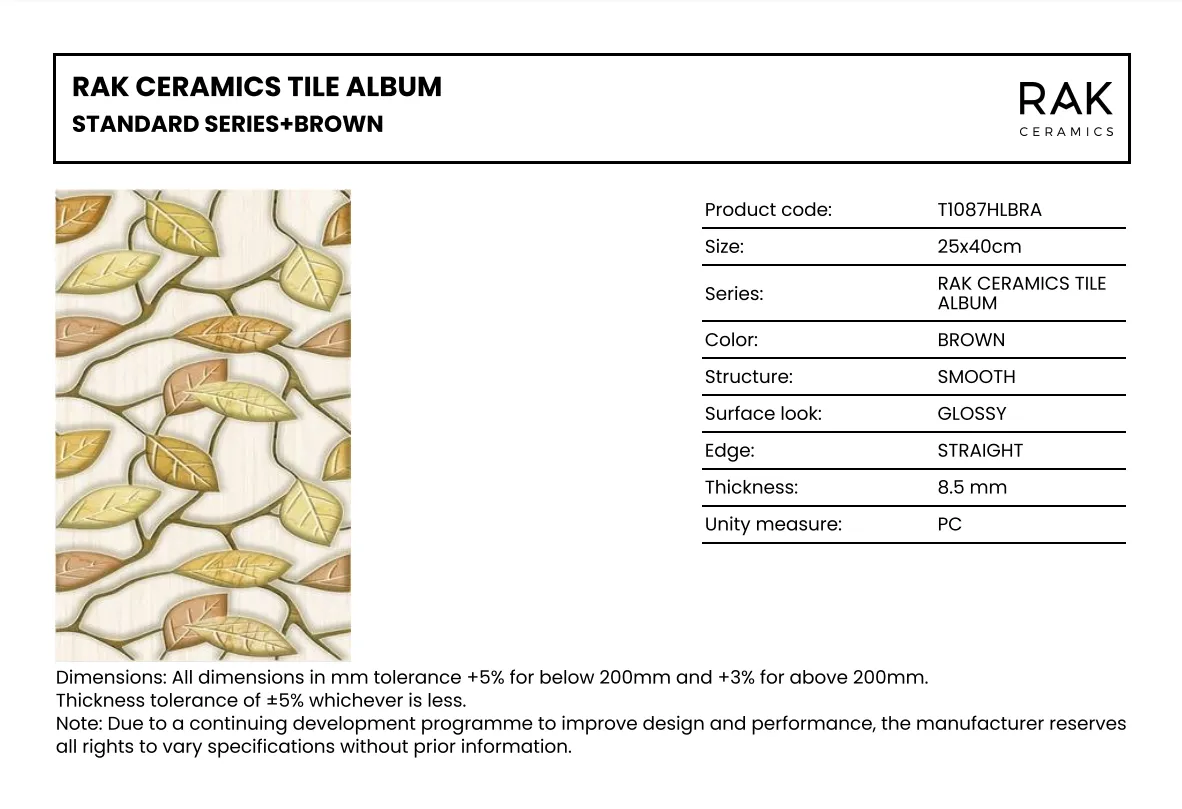 RAK CERAMICS TILE ALBUM
STANDARD SERIES+BROWN
RAK
CERAMICS
Product code: T1087HLBRA
Size: 25x40cm
Series: RAK CERAMICS TILE
ALBUM
Color: BROWN
Structure: SMOOTH
Surface look: GLOSSY
Edge: STRAIGHT
Thickness: 8.5 mm
Unity measure: PC
Dimensions: All dimensions in mm tolerance +5% for below 200mm and +3% for above 200mm.
Thickness tolerance of ±5% whichever is less.
Note: Due to a continuing development programme to improve design and performance, the manufacturer reserves
all rights to vary specifications without prior information.